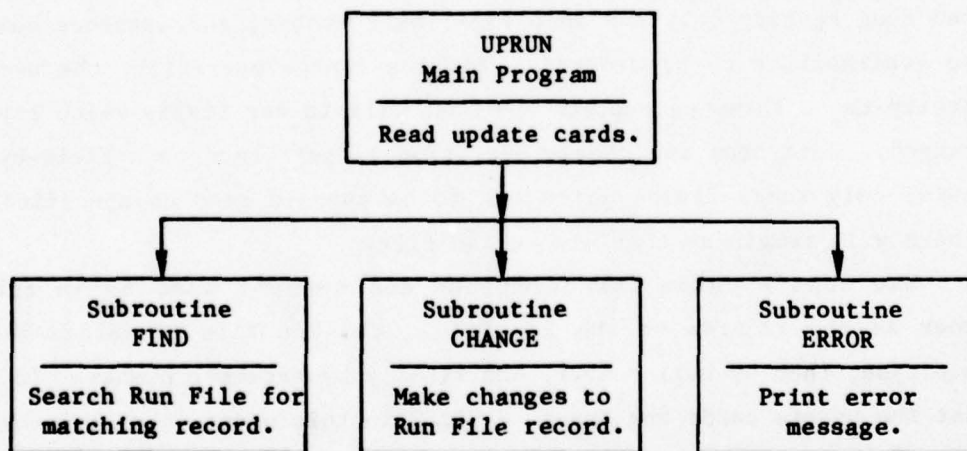 UPRUN
Main Program
Read update cards.
Subroutine
FIND
Search Run File for
matching record.
Subroutine
CHANGE
Make changes to
Run File record.
Subroutine
ERROR
Print error
message.